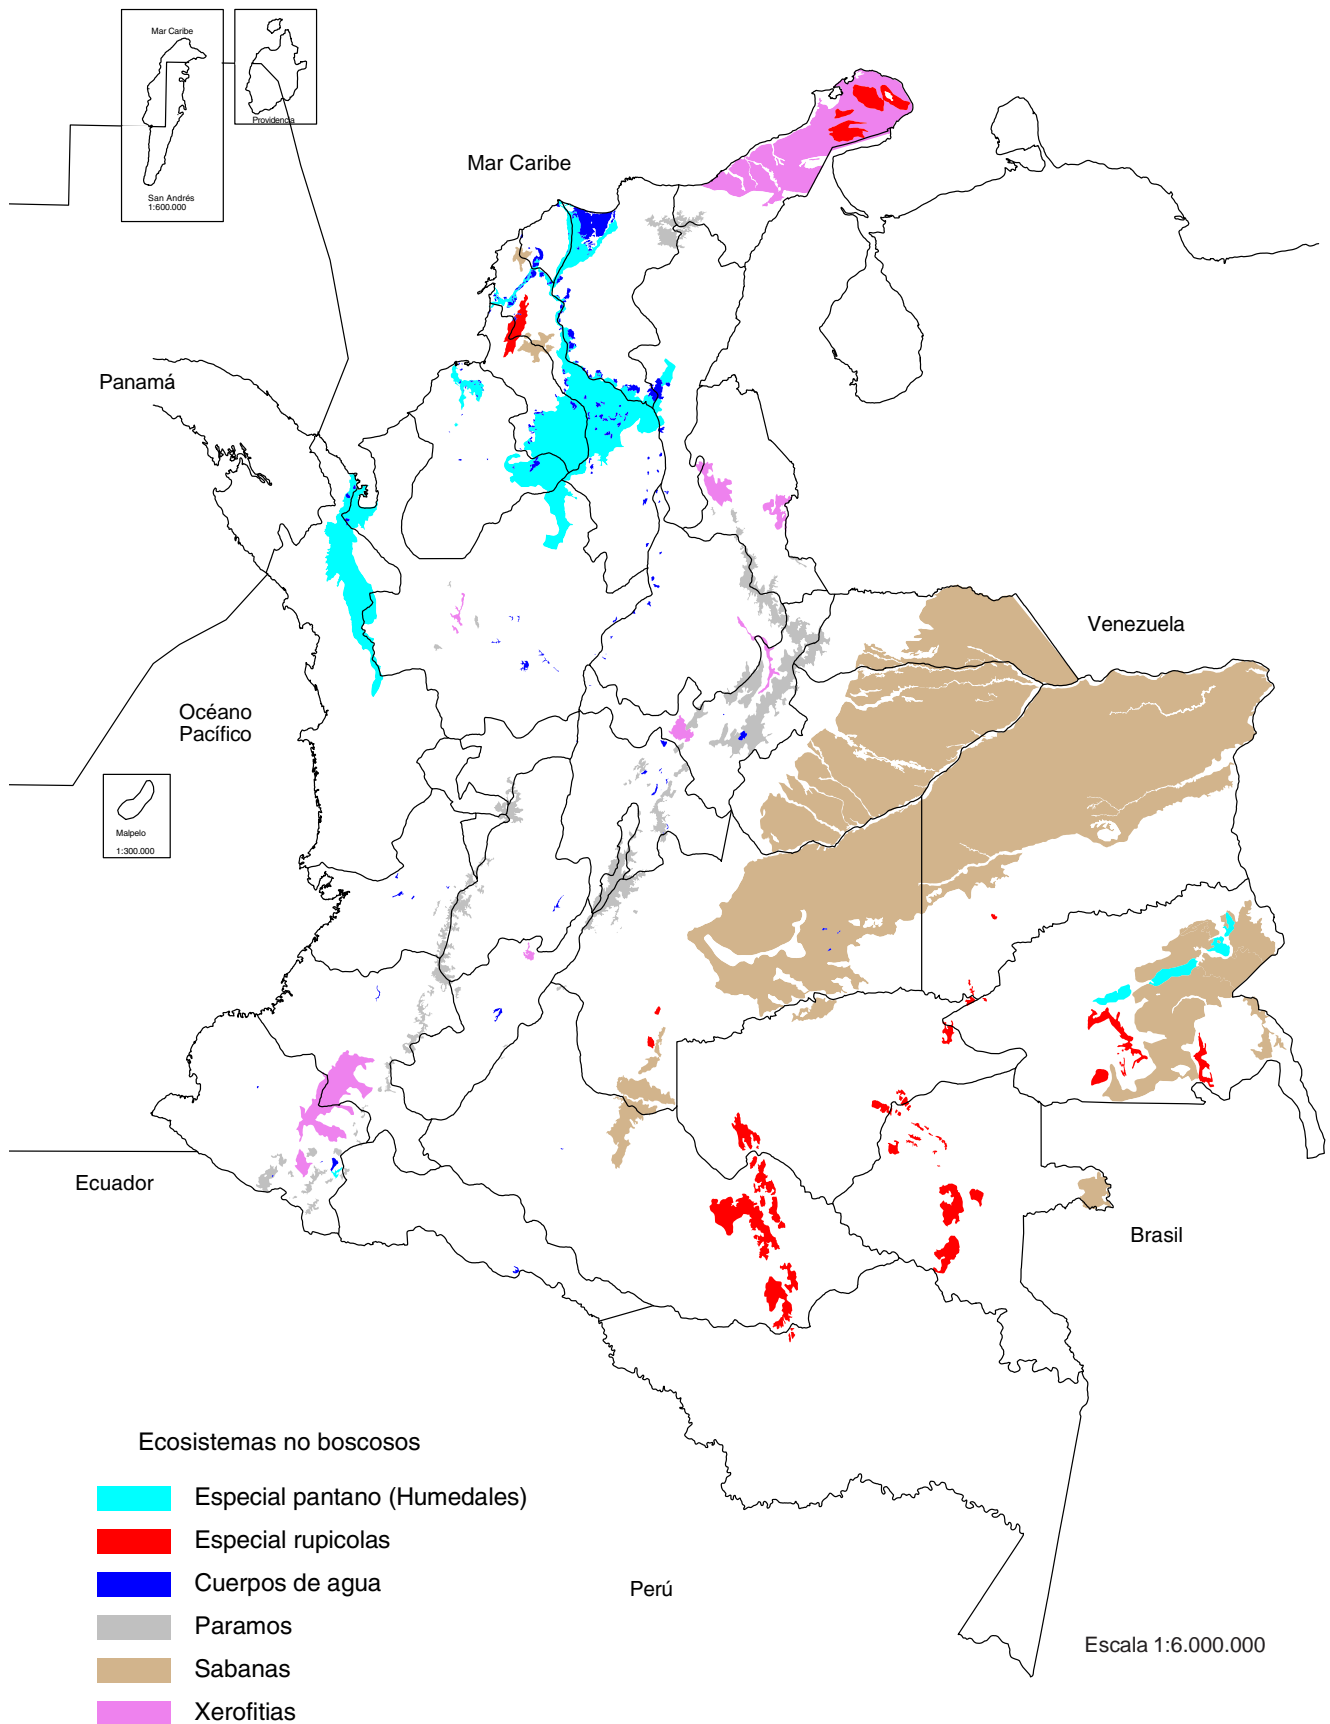 Mar Caribe
Providencia
San Andrés
1:600.000
Mar Caribe
Panamá
Venezuela
Océano
Pacífico
Malpelo
1:300.000
Ecuador
Brasil
Perú
Escala 1:6.000.000
Ecosistemas no boscosos
Especial pantano (Humedales)
Especial rupicolas
Cuerpos de agua
Paramos
Sabanas
Xerofitias